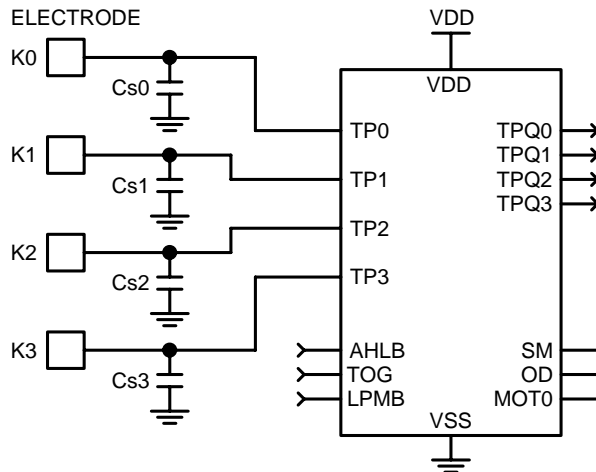 ELECTRODE
VDD
K0
Cs0
VDD
TP0
TPQ0
K1
Cs1
TPQ1
TP1
TPQ2
TPQ3
K2
Cs2
TP2
TP3
K3
Cs3
AHLB
SM
TOG
OD
LPMB
MOT0
VSS